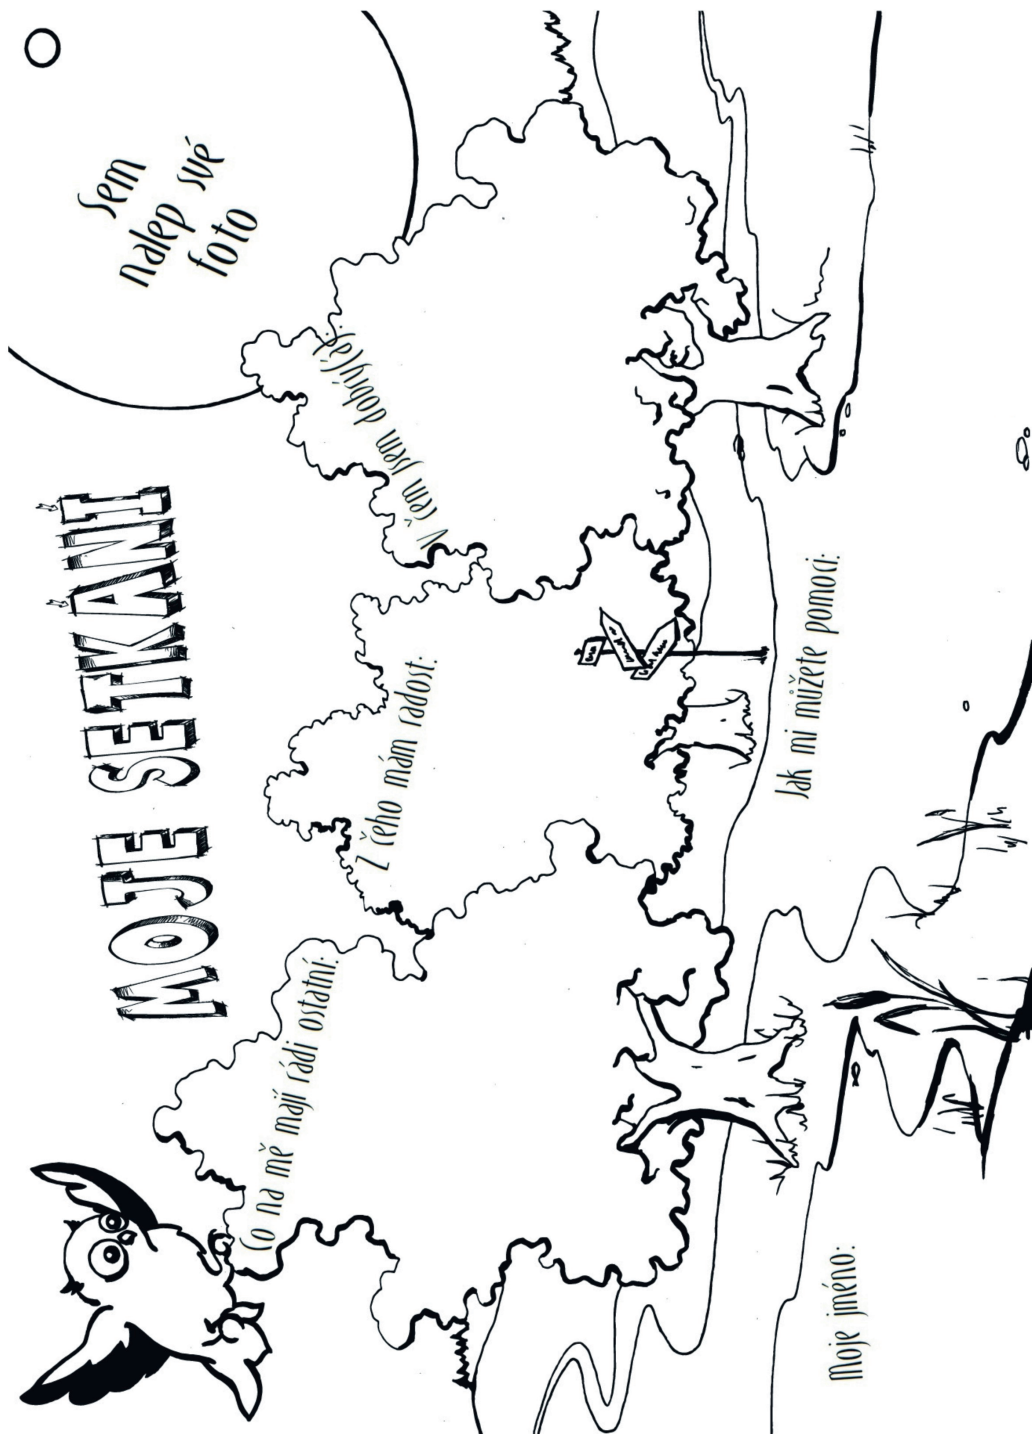 MOJE SETKÁNÍ
Sem
nalep své
foto
Co na mě mají rádi ostatní:
Z čeho mám radost:
V čem jsem dobrý(á):
Jak mi můžete pomoci:
Moje jméno: